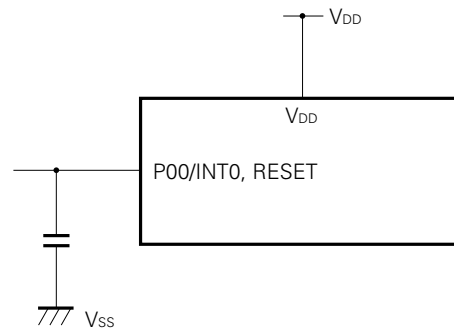 VDD
VDD
P00/INT0, RESET
VSS